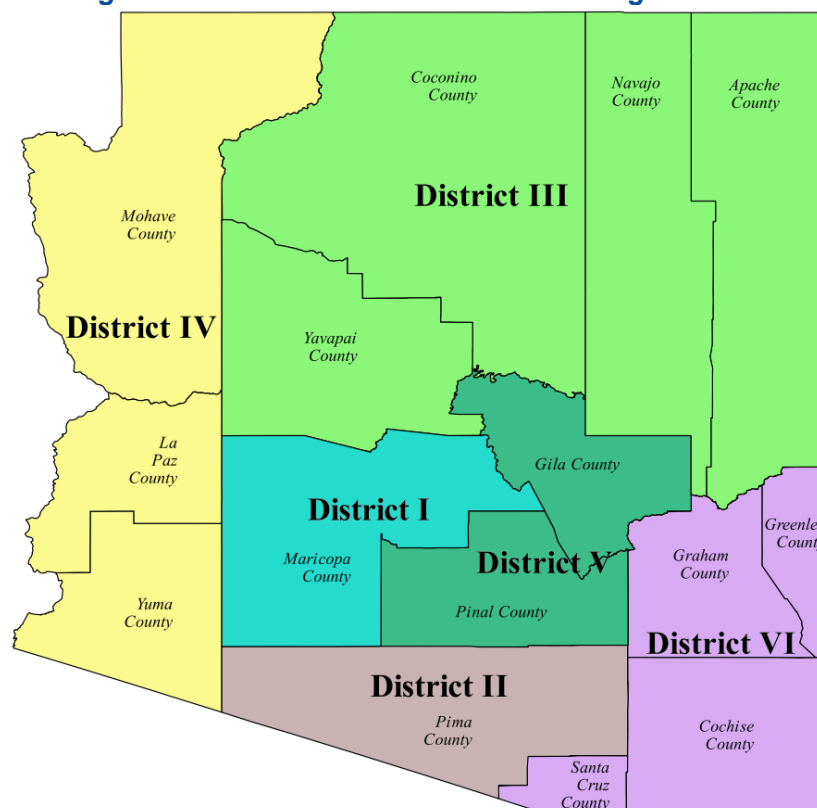 Coconino
County
Navajo
County
Apache
County
District III
Mohave
County
District IV
Yavapai
County
La
Paz
County
Gila County
District I
Greenle
County
Maricopa
County
District V
Graham
County
Yuma
County
Pinal County
District VI
District II
Pima
County
Cochise
County
Santa
Cruz
County